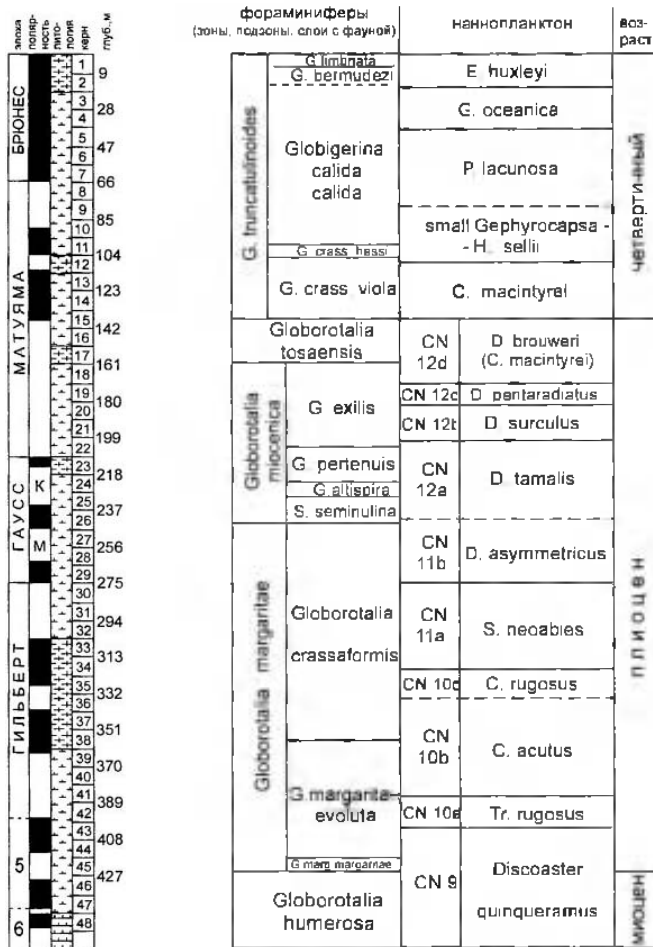 фораминиферы
(зоны, подзоны, слои с фауной)
наннопланктон
воз-
раст
эпоха
поляр-
ность
лито-
логия
керн
глуб.,м
БРЮНЕС
МАТУЯМА
ГАУСС
К
М
ГИЛЬБЕРТ
5
6
1
2
3
4
5
6
7
8
9
10
11
12
13
14
15
16
17
18
19
20
21
22
23
24
25
26
27
28
29
30
31
32
33
34
35
36
37
38
39
40
41
42
43
44
45
46
47
48
9
28
47
66
85
104
123
142
161
180
199
218
237
256
275
294
313
332
351
370
389
408
427
G. truncatulinoides
G. limbnata
G. bermudezi
Globigerina
calida
calida
G. crass. hessi
G. crass. viola
Globorotalia
tosaensis
Globorotalia
miocenica
G. exilis
G. pertenuis
G. altispira
S. seminulina
Globorotalia margaritae
Globorotalia
crassaformis
G. margarita-
evoluta
G marg margaritae
Globorotalia
humerosa
E. huxleyi
G. oceanica
P. lacunosa
small Gephyrocapsa -
- H. sellii
C. macintyrei
CN
12d
D. brouweri
(C. macintyrei)
CN 12c
D. pentaradiatus
CN 12b
D. surculus
CN
12a
D. tamalis
CN
11b
D. asymmetricus
CN
11a
S. neoabies
CN 10c
C. rugosus
CN
10b
C. acutus
CN 10a
Tr. rugosus
CN 9
Discoaster
quinqueramus
четвертичный
плиоцен
миоцен